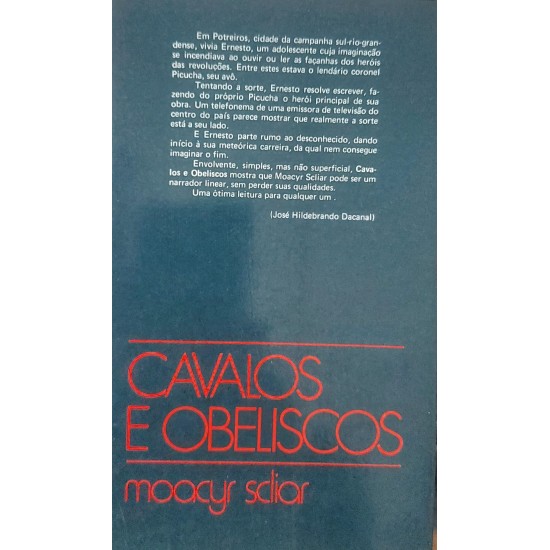 Em Potreiros, cidade da campanha sul-rio-gran-
dense, vivia Ernesto, um adolescente cuja imaginação
se incendiava ao ouvir ou ler as façanhas dos heróis
das revoluções. Entre estes estava o lendário coronel
Picucha, seu avô.
Tentando a sorte, Ernesto resolve escrever, fa-
zendo do próprio Picucha o herói principal de sua
obra. Um telefonema de uma emissora de televisão do
centro do país parece mostrar que realmente a sorte
está a seu lado.
E Ernesto parte rumo ao desconhecido, dando
início à sua meteórica carreira, da qual nem consegue
imaginar o fim.
Envolvente, simples, mas não superficial, Cava-
los e Obeliscos mostra que Moacyr Scliar pode ser um
narrador linear, sem perder suas qualidades.
Uma ótima leitura para qualquer um .
(José Hildebrando Dacanal)
CAVALOS
E OBELISCOS
moacyr scliar